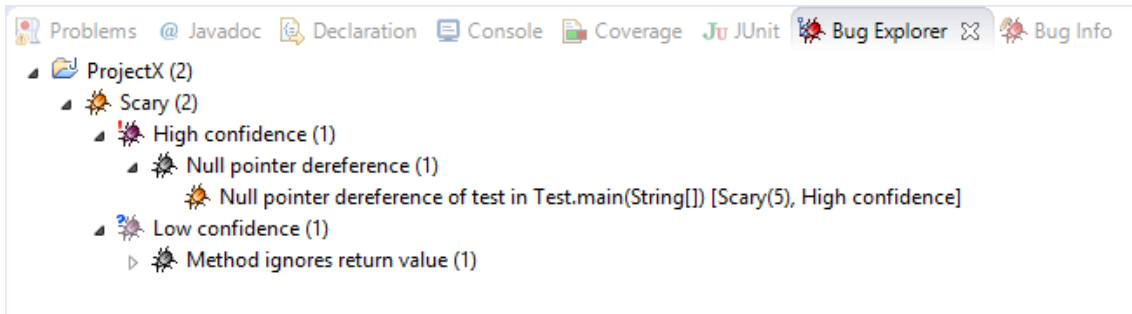 Problems @ Javadoc Declaration Console Coverage JU JUnit Bug Explorer Bug Info
ProjectX (2)
Scary (2)
High confidence (1)
Null pointer dereference (1)
Null pointer dereference of test in Test.main(String[]) [Scary(5), High confidence]
Low confidence (1)
Method ignores return value (1)